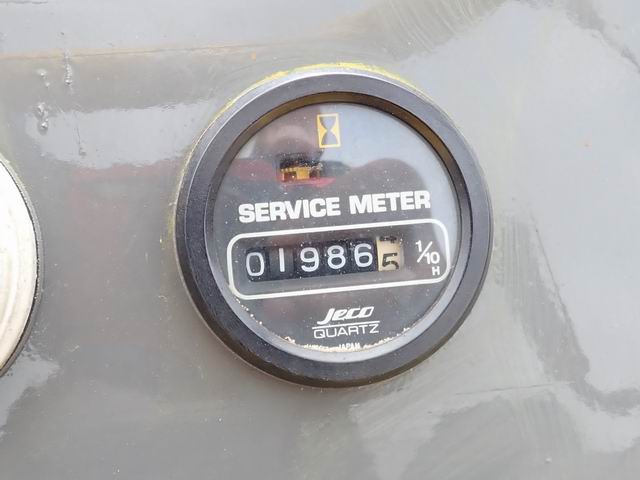 SERVICE METER
019865 1/10 H
Jeco
QUARTZ
JAPAN